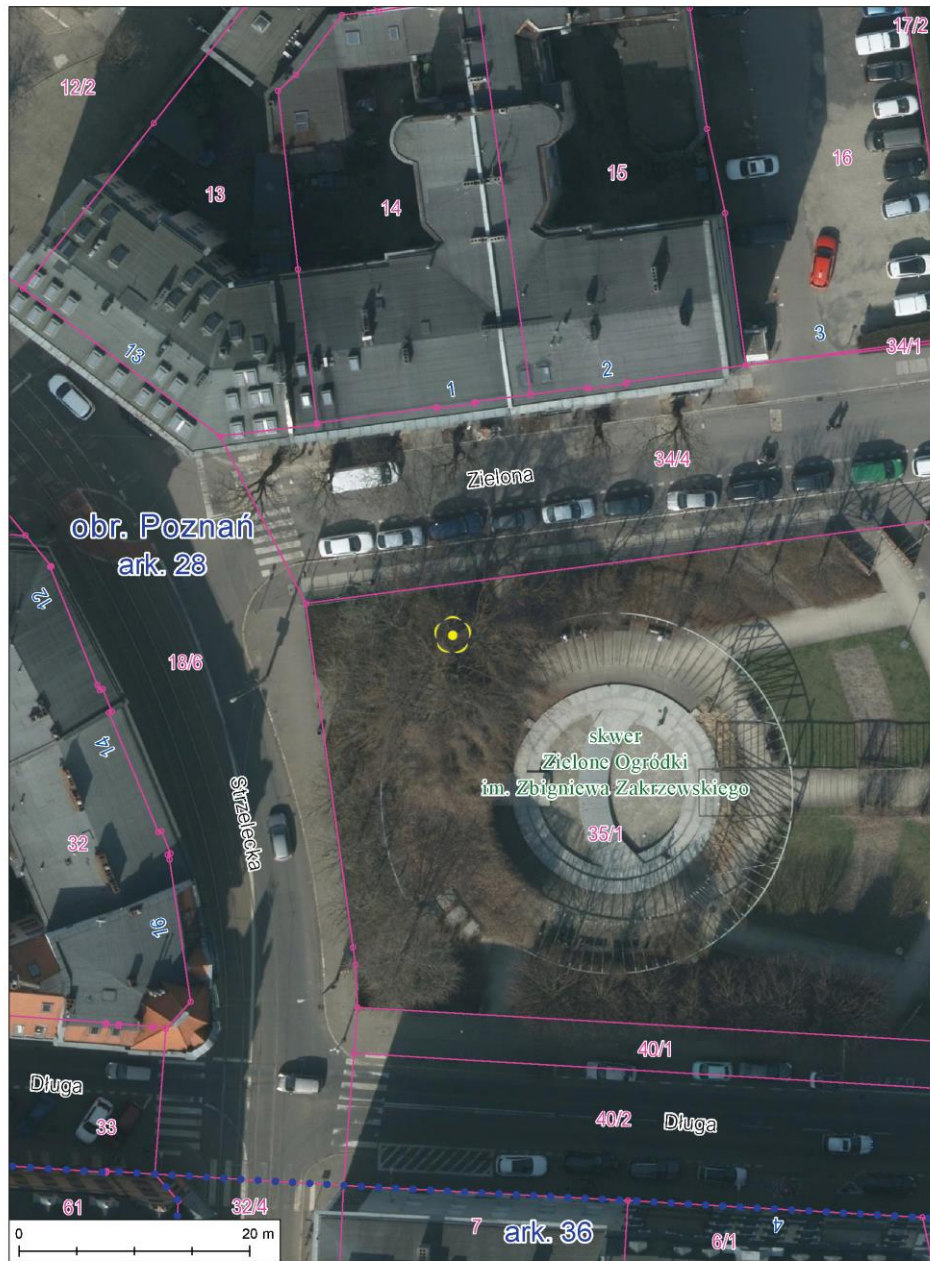 17/2
12/2
16
15
13
14
3
34/1
13
2
1
34/4
Zielona
obr. Poznań
ark. 28
12
18/6
skwer
Zielone Ogródki
im. Zbigniewa Zakrzewskiego
14
Strzelecka
35/1
32
16
40/1
Długa
40/2
Długa
33
61
32/4
7
ark. 36
4
6/1
0
20 m